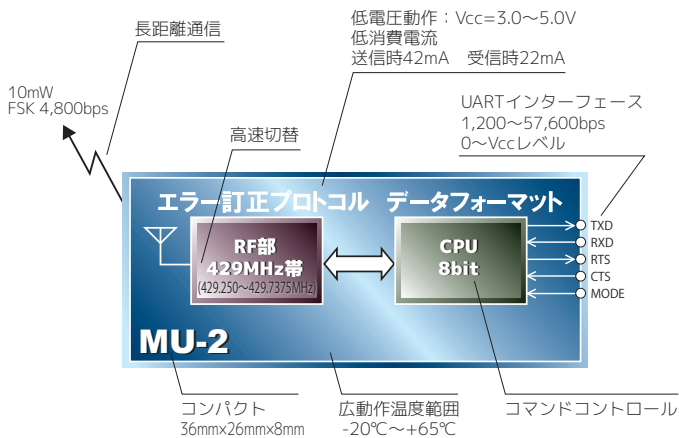 低電圧動作：Vcc=3.0～5.0V
低消費電流
送信時42mA　受信時22mA
長距離通信
10mW
FSK 4,800bps
高速切替
UARTインターフェース
1,200～57,600bps
0～Vccレベル
エラー訂正プロトコル　データフォーマット
RF部
429MHz帯
(429.250～429.7375MHz)
CPU
8bit
TXD
RXD
RTS
CTS
MODE
MU-2
コンパクト
36mm×26mm×8mm
広動作温度範囲
-20℃～+65℃
コマンドコントロール